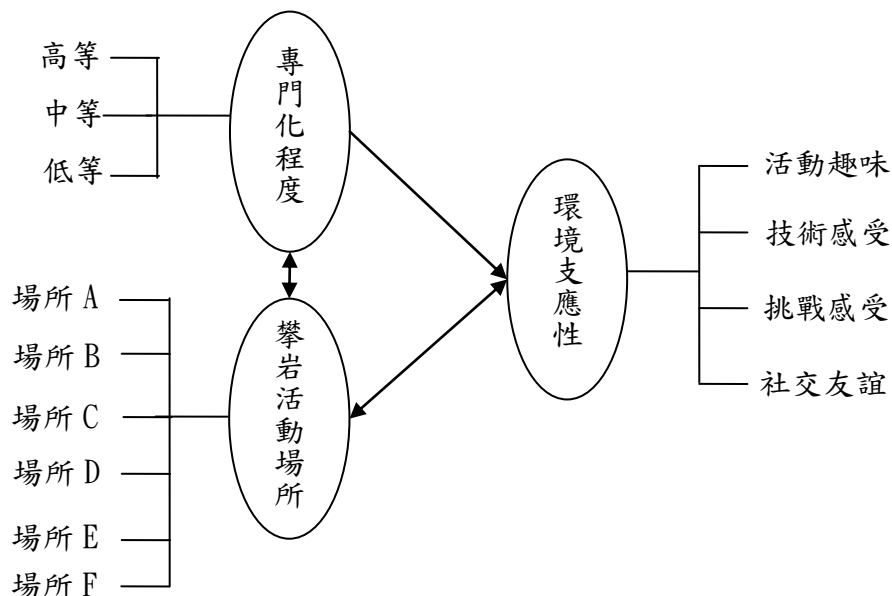 高等
中等
低等
專門化程度
場所 A
場所 B
場所 C
場所 D
場所 E
場所 F
攀岩活動場所
環境支應性
活動趣味
技術感受
挑戰感受
社交友誼